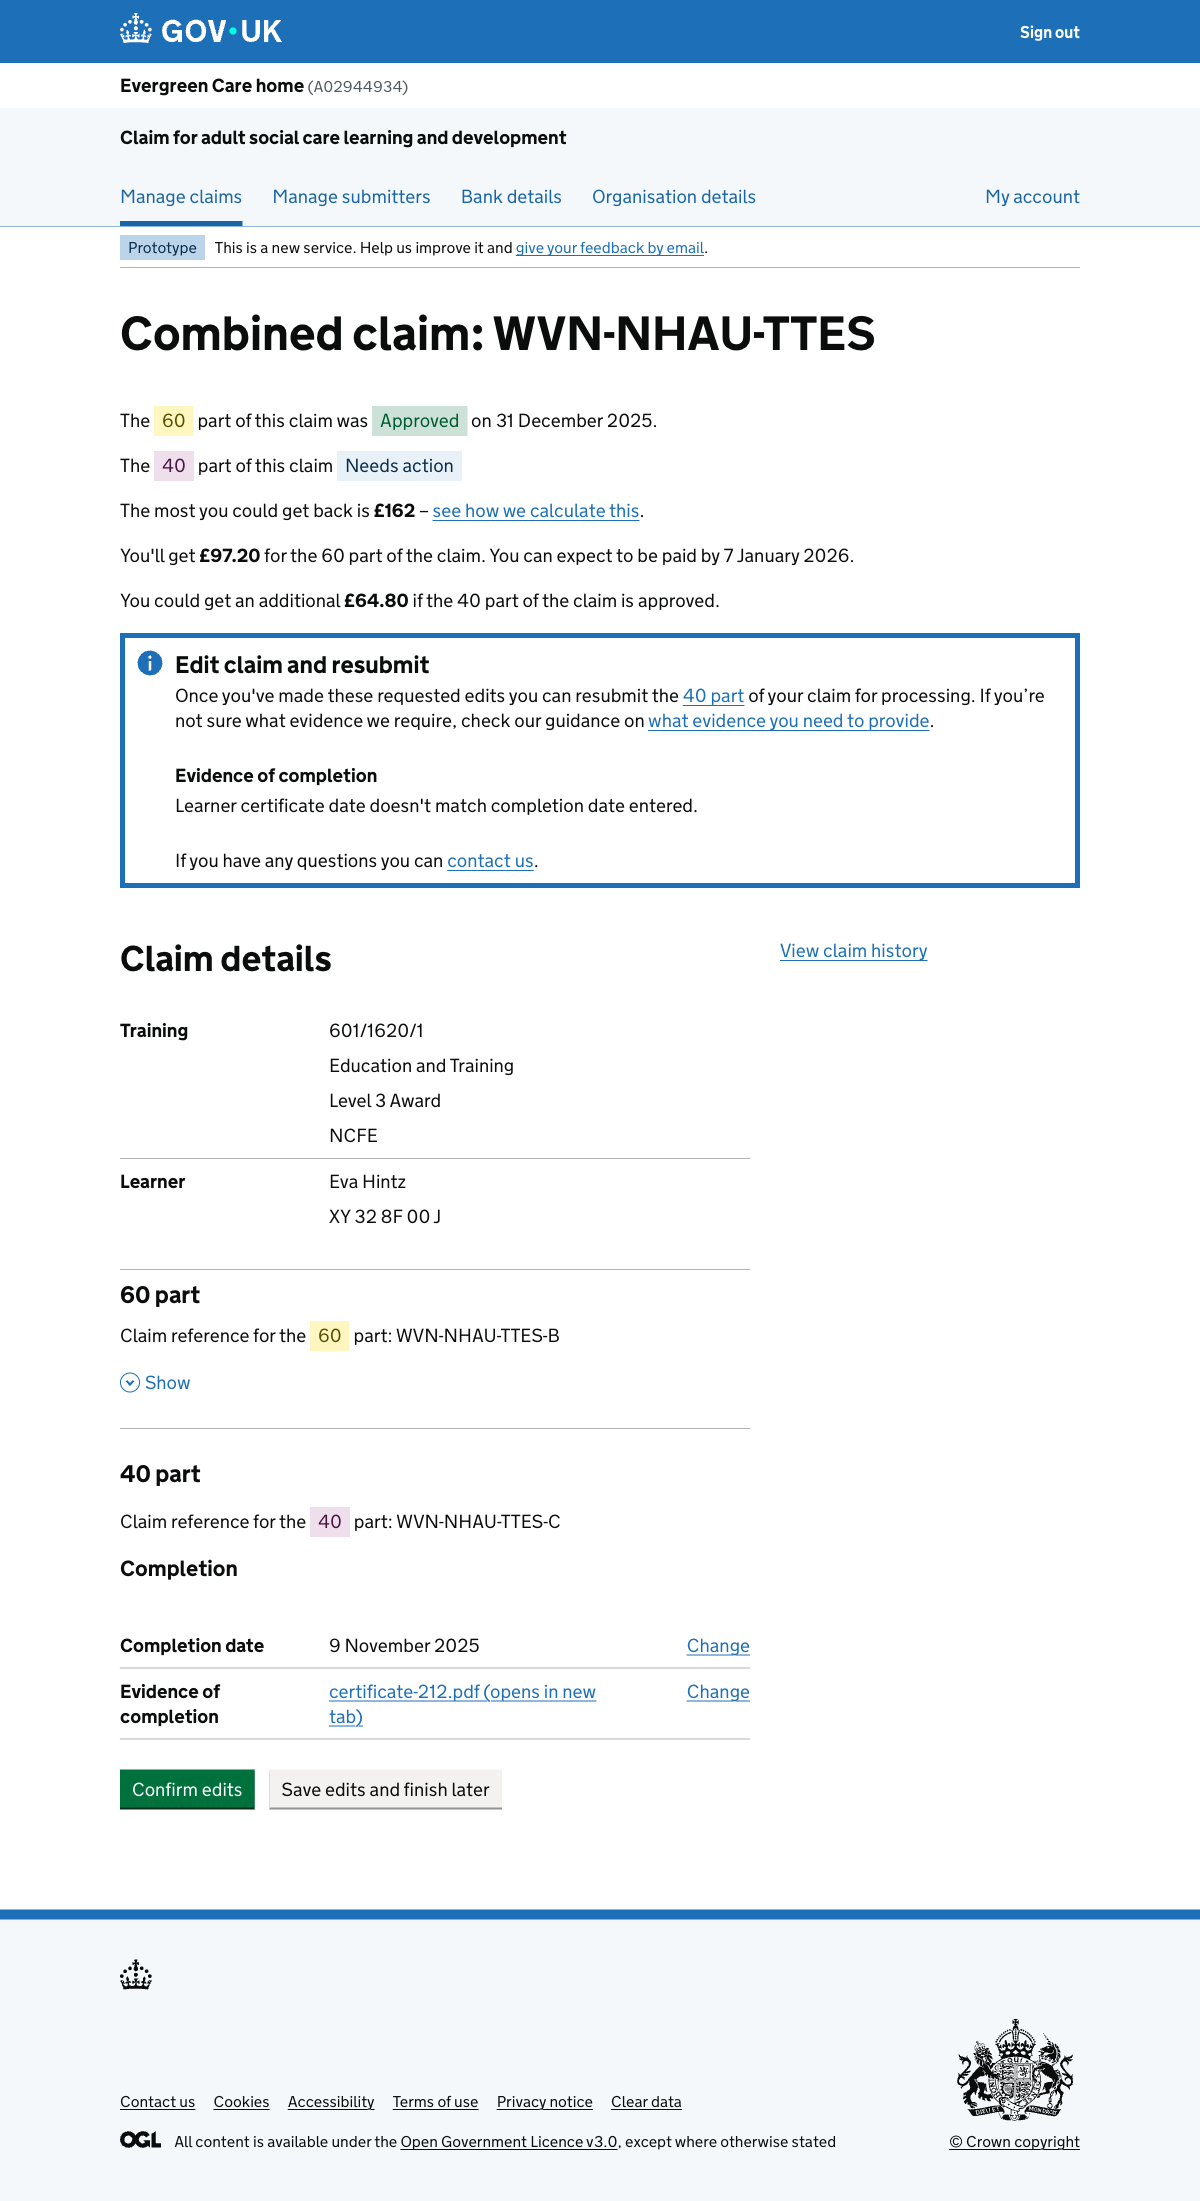 GOV·UK
Sign out
Evergreen Care home (A02944934)
Claim for adult social care learning and development
Manage claims Manage submitters Bank details Organisation details My account
Prototype This is a new service. Help us improve it and give your feedback by email.
Combined claim: WVN-NHAU-TTES
The 60 part of this claim was Approved on 31 December 2025.
The 40 part of this claim Needs action
The most you could get back is £162 – see how we calculate this.
You'll get £97.20 for the 60 part of the claim. You can expect to be paid by 7 January 2026.
You could get an additional £64.80 if the 40 part of the claim is approved.
Edit claim and resubmit
Once you've made these requested edits you can resubmit the 40 part of your claim for processing. If you’re
not sure what evidence we require, check our guidance on what evidence you need to provide.
Evidence of completion
Learner certificate date doesn't match completion date entered.
If you have any questions you can contact us.
Claim details
View claim history
Training 601/1620/1
Education and Training
Level 3 Award
NCFE
Learner Eva Hintz
XY 32 8F 00 J
60 part
Claim reference for the 60 part: WVN-NHAU-TTES-B
Show
40 part
Claim reference for the 40 part: WVN-NHAU-TTES-C
Completion
Completion date 9 November 2025 Change
Evidence of completion certificate-212.pdf (opens in new tab) Change
Confirm edits Save edits and finish later
Contact us Cookies Accessibility Terms of use Privacy notice Clear data
OGL All content is available under the Open Government Licence v3.0, except where otherwise stated
© Crown copyright